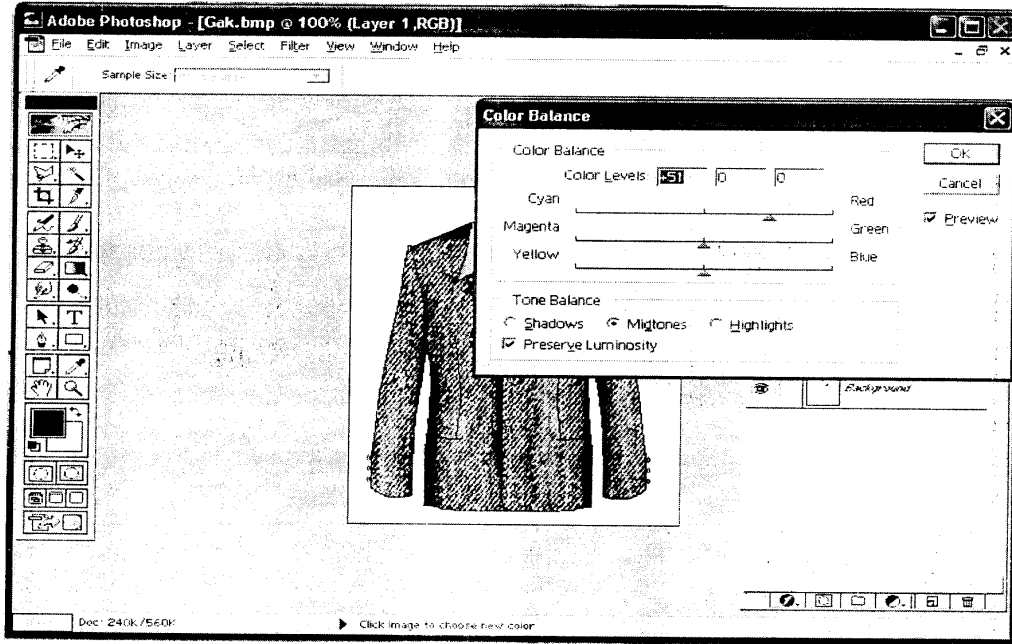 Adobe Photoshop - [Gak.bmp @ 100% (Layer 1 ,RGB)]
File Edit Image Layer Select Filter View Window Help
Sample Size:
Color Balance
Color Balance
Color Levels: +51 0 0
Cyan Red
Magenta Green
Yellow Blue
OK
Cancel
Preview
Tone Balance
Shadows Midtones Highlights
Preserve Luminosity
Background
T
Doc: 240K/560K Click image to choose new color